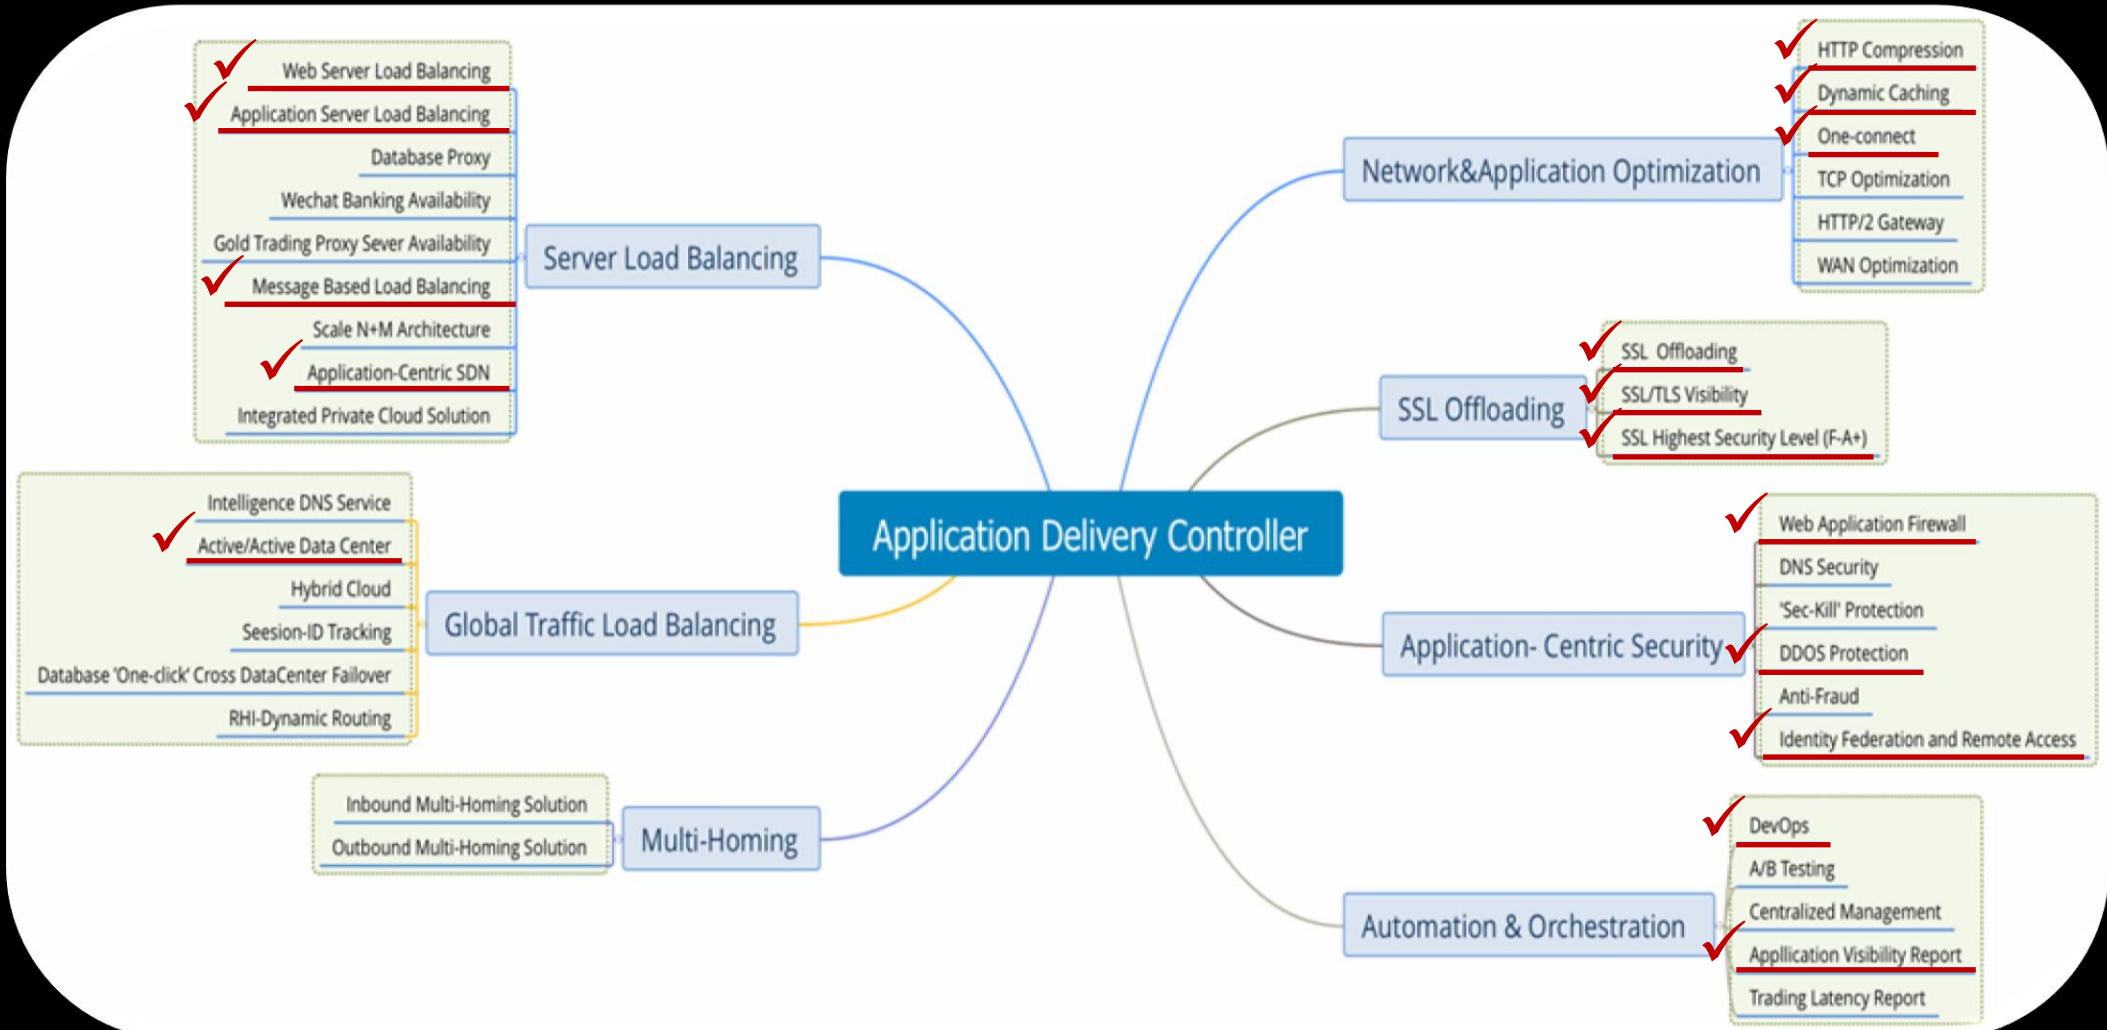 Web Server Load Balancing
Application Server Load Balancing
Database Proxy
Wechat Banking Availability
Gold Trading Proxy Sever Availability
Message Based Load Balancing
Scale N+M Architecture
Application-Centric SDN
Integrated Private Cloud Solution
Server Load Balancing
Intelligence DNS Service
Active/Active Data Center
Hybrid Cloud
Seesion-ID Tracking
Database 'One-click' Cross DataCenter Failover
RHI-Dynamic Routing
Global Traffic Load Balancing
Inbound Multi-Homing Solution
Outbound Multi-Homing Solution
Multi-Homing
Application Delivery Controller
Network&Application Optimization
HTTP Compression
Dynamic Caching
One-connect
TCP Optimization
HTTP/2 Gateway
WAN Optimization
SSL Offloading
SSL Offloading
SSL/TLS Visibility
SSL Highest Security Level (F-A+)
Application- Centric Security
Web Application Firewall
DNS Security
'Sec-Kill' Protection
DDOS Protection
Anti-Fraud
Identity Federation and Remote Access
Automation & Orchestration
DevOps
A/B Testing
Centralized Management
Appllication Visibility Report
Trading Latency Report